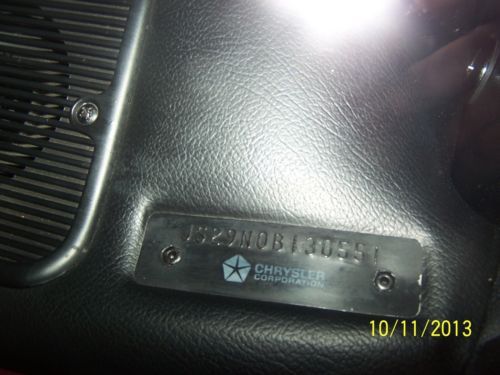 JS29N0B130551
CHRYSLER
CORPORATION
10/11/2013